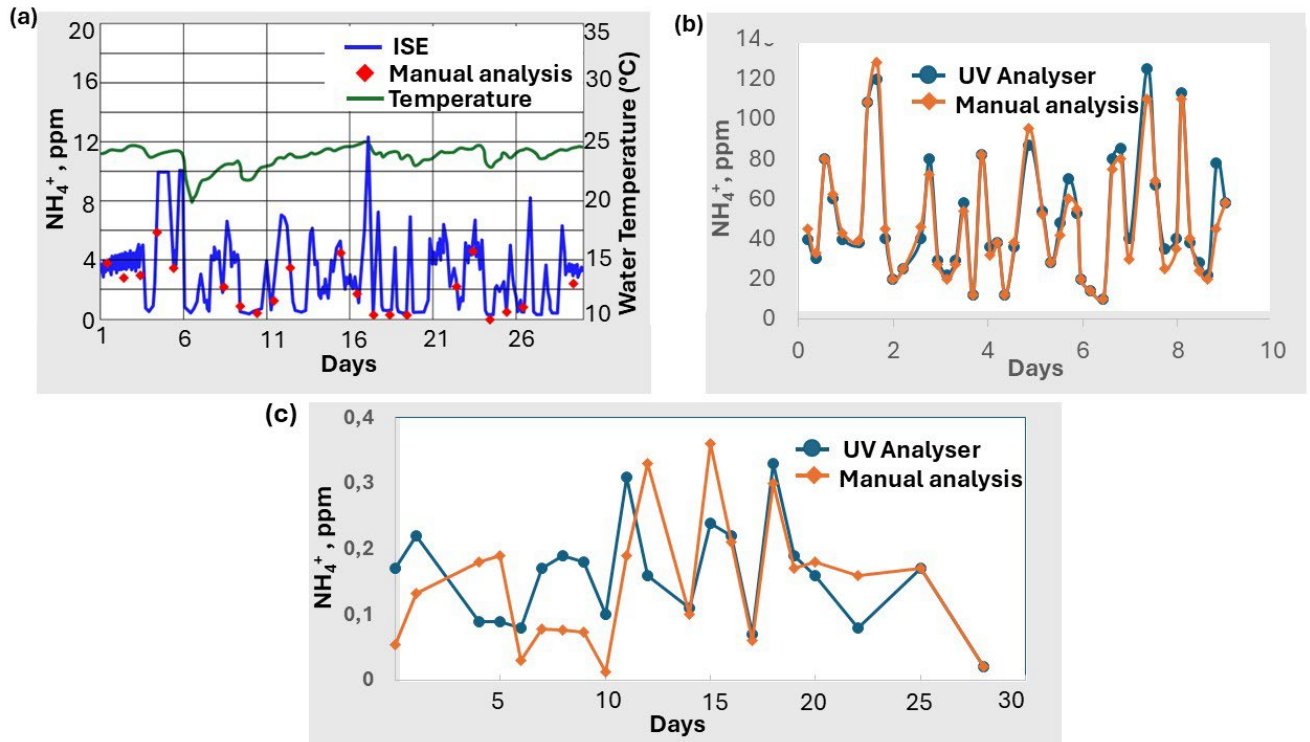 (a)
20
16
12
8
4
0
NH₄⁺, ppm
ISE
Manual analysis
Temperature
35
30
25
20
15
10
Water Temperature (°C)
1 6 11 16 21 26
Days
(b)
120
100
80
60
40
20
0
NH₄⁺, ppm
UV Analyser
Manual analysis
0 2 4 6 8 10
Days
(c)
0,4
0,3
0,2
0,1
0
NH₄⁺, ppm
UV Analyser
Manual analysis
5 10 15 20 25 30
Days